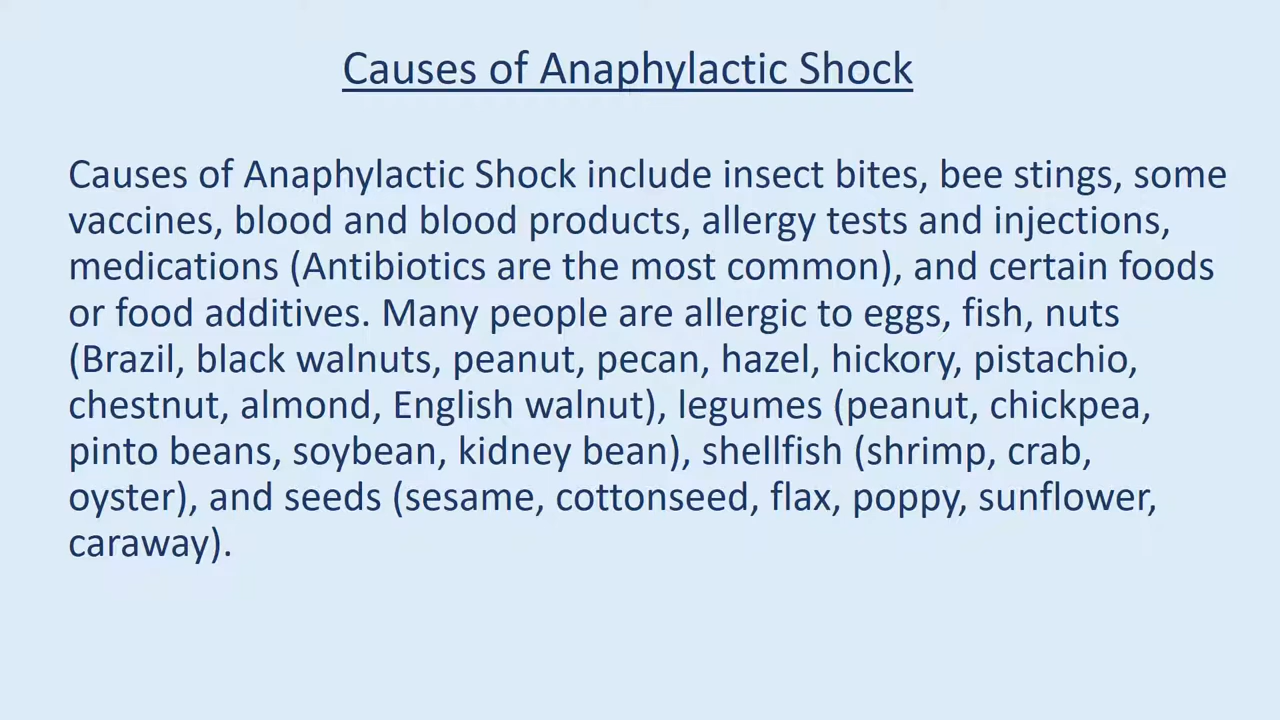 Causes of Anaphylactic Shock
Causes of Anaphylactic Shock include insect bites, bee stings, some
vaccines, blood and blood products, allergy tests and injections,
medications (Antibiotics are the most common), and certain foods
or food additives. Many people are allergic to eggs, fish, nuts
(Brazil, black walnuts, peanut, pecan, hazel, hickory, pistachio,
chestnut, almond, English walnut), legumes (peanut, chickpea,
pinto beans, soybean, kidney bean), shellfish (shrimp, crab,
oyster), and seeds (sesame, cottonseed, flax, poppy, sunflower,
caraway).